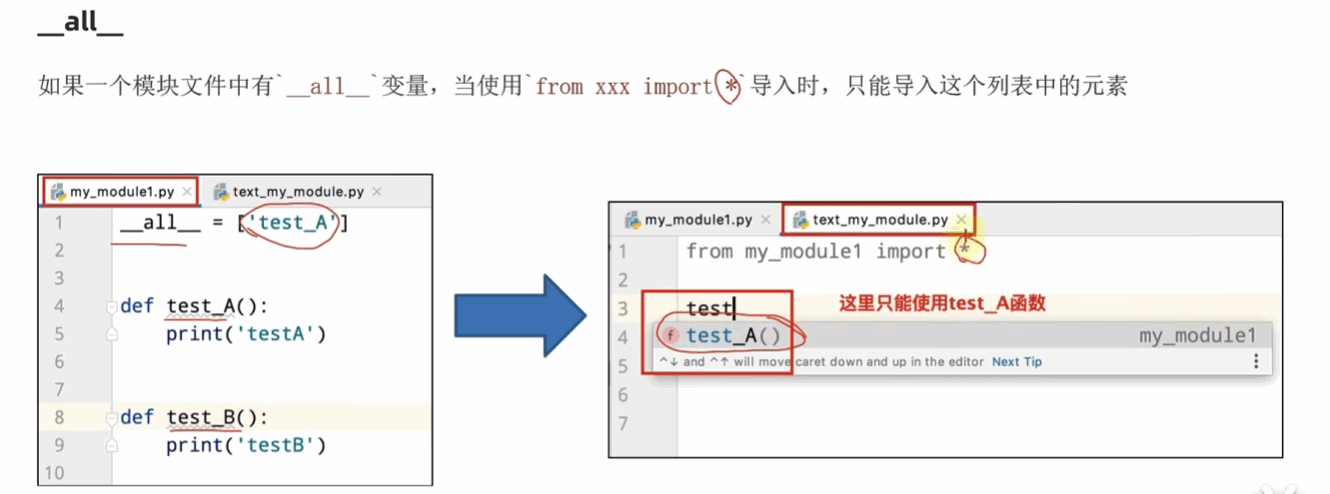 __all__
如果一个模块文件中有`__all__`变量，当使用`from xxx import *`导入时，只能导入这个列表中的元素
my_module1.py × text_my_module.py ×
1 __all__ = ['test_A']
2
3
4 def test_A():
5 print('testA')
6
7
8 def test_B():
9 print('testB')
10
my_module1.py × text_my_module.py ×
1 from my_module1 import *
2
3 test 这里只能使用test_A函数
4 f test_A() my_module1
5 ^↓ and ^↑ will move caret down and up in the editor Next Tip
6
7